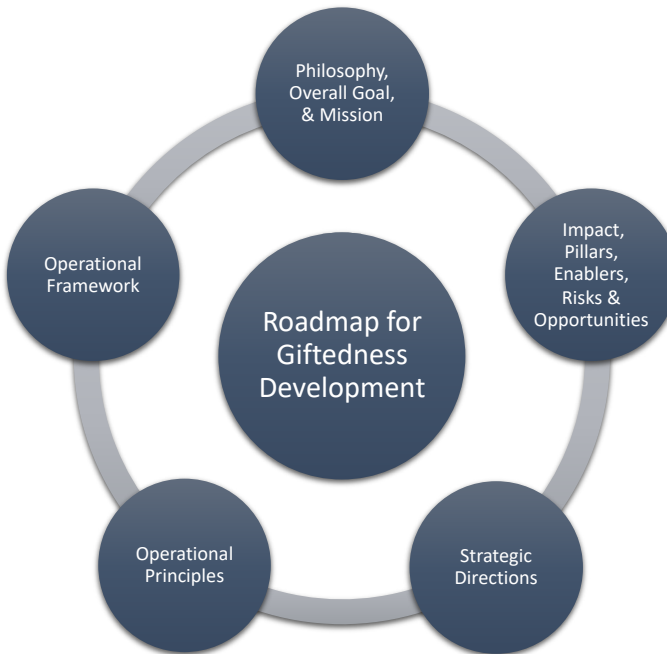 Philosophy,
Overall Goal,
& Mission
Impact,
Pillars,
Enablers,
Risks &
Opportunities
Strategic
Directions
Operational
Principles
Operational
Framework
Roadmap for
Giftedness
Development